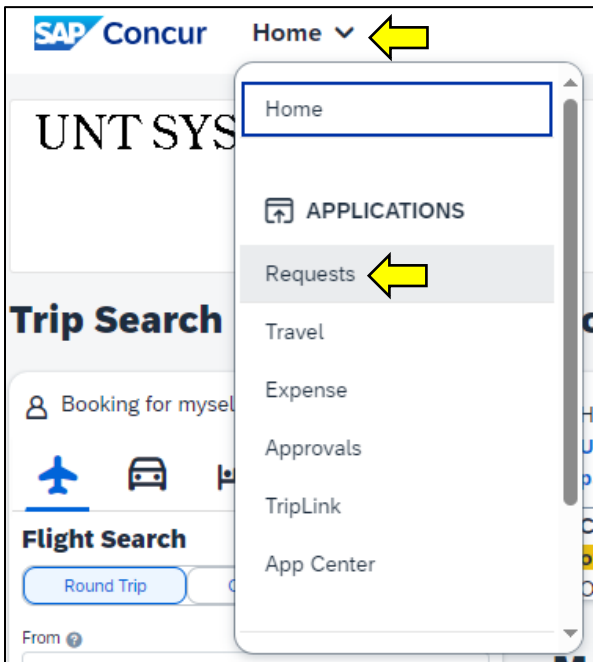 SAP Concur Home
Home
UNT SYS
APPLICATIONS
Requests
Trip Search
Travel
Expense
Booking for mysel
Approvals
TripLink
Flight Search
App Center
Round Trip
From